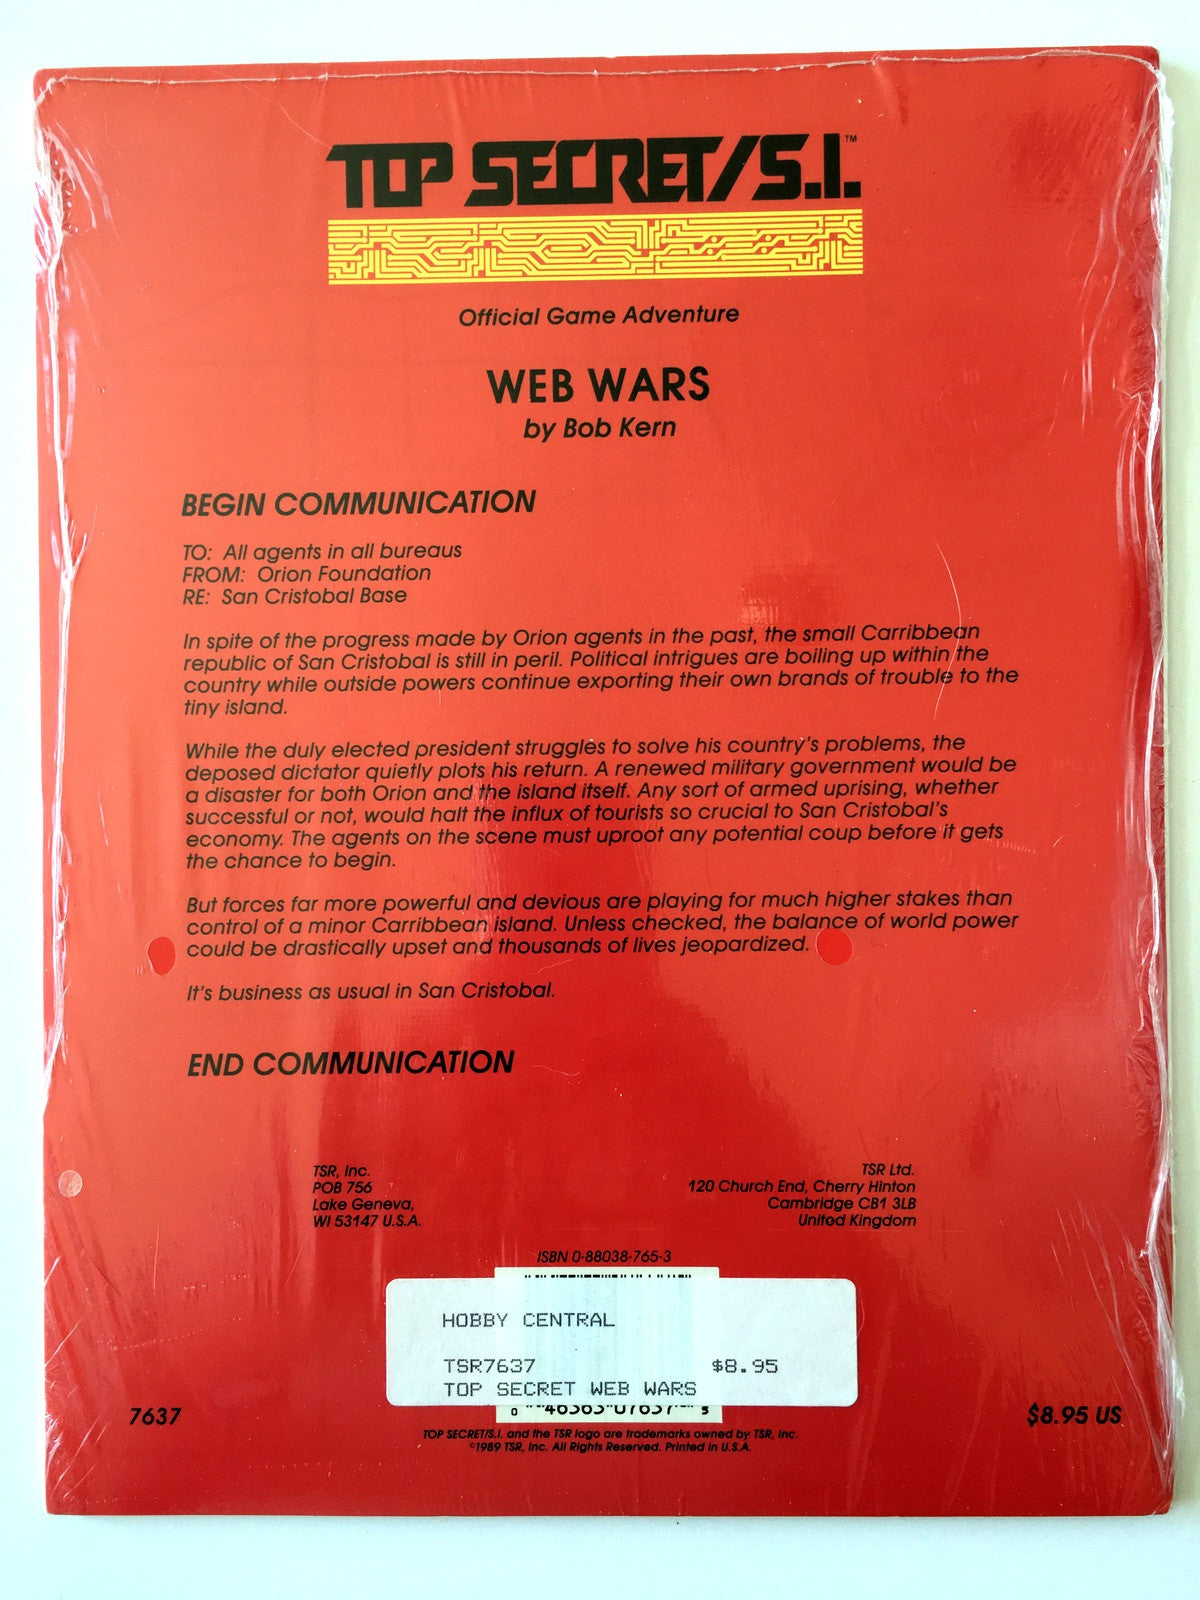 TOP SECRET/S.I.™
Official Game Adventure
WEB WARS
by Bob Kern
BEGIN COMMUNICATION
TO: All agents in all bureaus
FROM: Orion Foundation
RE: San Cristobal Base
In spite of the progress made by Orion agents in the past, the small Carribbean
republic of San Cristobal is still in peril. Political intrigues are boiling up within the
country while outside powers continue exporting their own brands of trouble to the
tiny island.
While the duly elected president struggles to solve his country's problems, the
deposed dictator quietly plots his return. A renewed military government would be
a disaster for both Orion and the island itself. Any sort of armed uprising, whether
successful or not, would halt the influx of tourists so crucial to San Cristobal's
economy. The agents on the scene must uproot any potential coup before it gets
the chance to begin.
But forces far more powerful and devious are playing for much higher stakes than
control of a minor Carribbean island. Unless checked, the balance of world power
could be drastically upset and thousands of lives jeopardized.
It's business as usual in San Cristobal.
END COMMUNICATION
TSR, Inc.
POB 756
Lake Geneva,
WI 53147 U.S.A.
TSR Ltd.
120 Church End, Cherry Hinton
Cambridge CB1 3LB
United Kingdom
ISBN 0-88038-765-3
HOBBY CENTRAL
TSR7637 $8.95
TOP SECRET WEB WARS
0 46363 07637 5
7637
$8.95 US
TOP SECRET/S.I. and the TSR logo are trademarks owned by TSR, Inc.
©1989 TSR, Inc. All Rights Reserved. Printed in U.S.A.